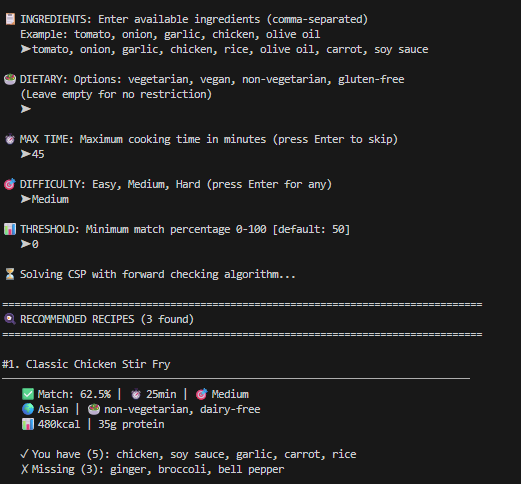 📋 INGREDIENTS: Enter available ingredients (comma-separated)
Example: tomato, onion, garlic, chicken, olive oil
➤tomato, onion, garlic, chicken, rice, olive oil, carrot, soy sauce
🥗 DIETARY: Options: vegetarian, vegan, non-vegetarian, gluten-free
(Leave empty for no restriction)
➤
⏱ MAX TIME: Maximum cooking time in minutes (press Enter to skip)
➤45
🎯 DIFFICULTY: Easy, Medium, Hard (press Enter for any)
➤Medium
📊 THRESHOLD: Minimum match percentage 0-100 [default: 50]
➤0
⏳ Solving CSP with forward checking algorithm...
================================================================================
🍳 RECOMMENDED RECIPES (3 found)
================================================================================
#1. Classic Chicken Stir Fry
────────────────────────────────────────────────────────────────────────────────
✅ Match: 62.5% | ⏱ 25min | 🎯 Medium
🌍 Asian | 🥗 non-vegetarian, dairy-free
📊 480kcal | 35g protein
✓ You have (5): chicken, soy sauce, garlic, carrot, rice
✗ Missing (3): ginger, broccoli, bell pepper